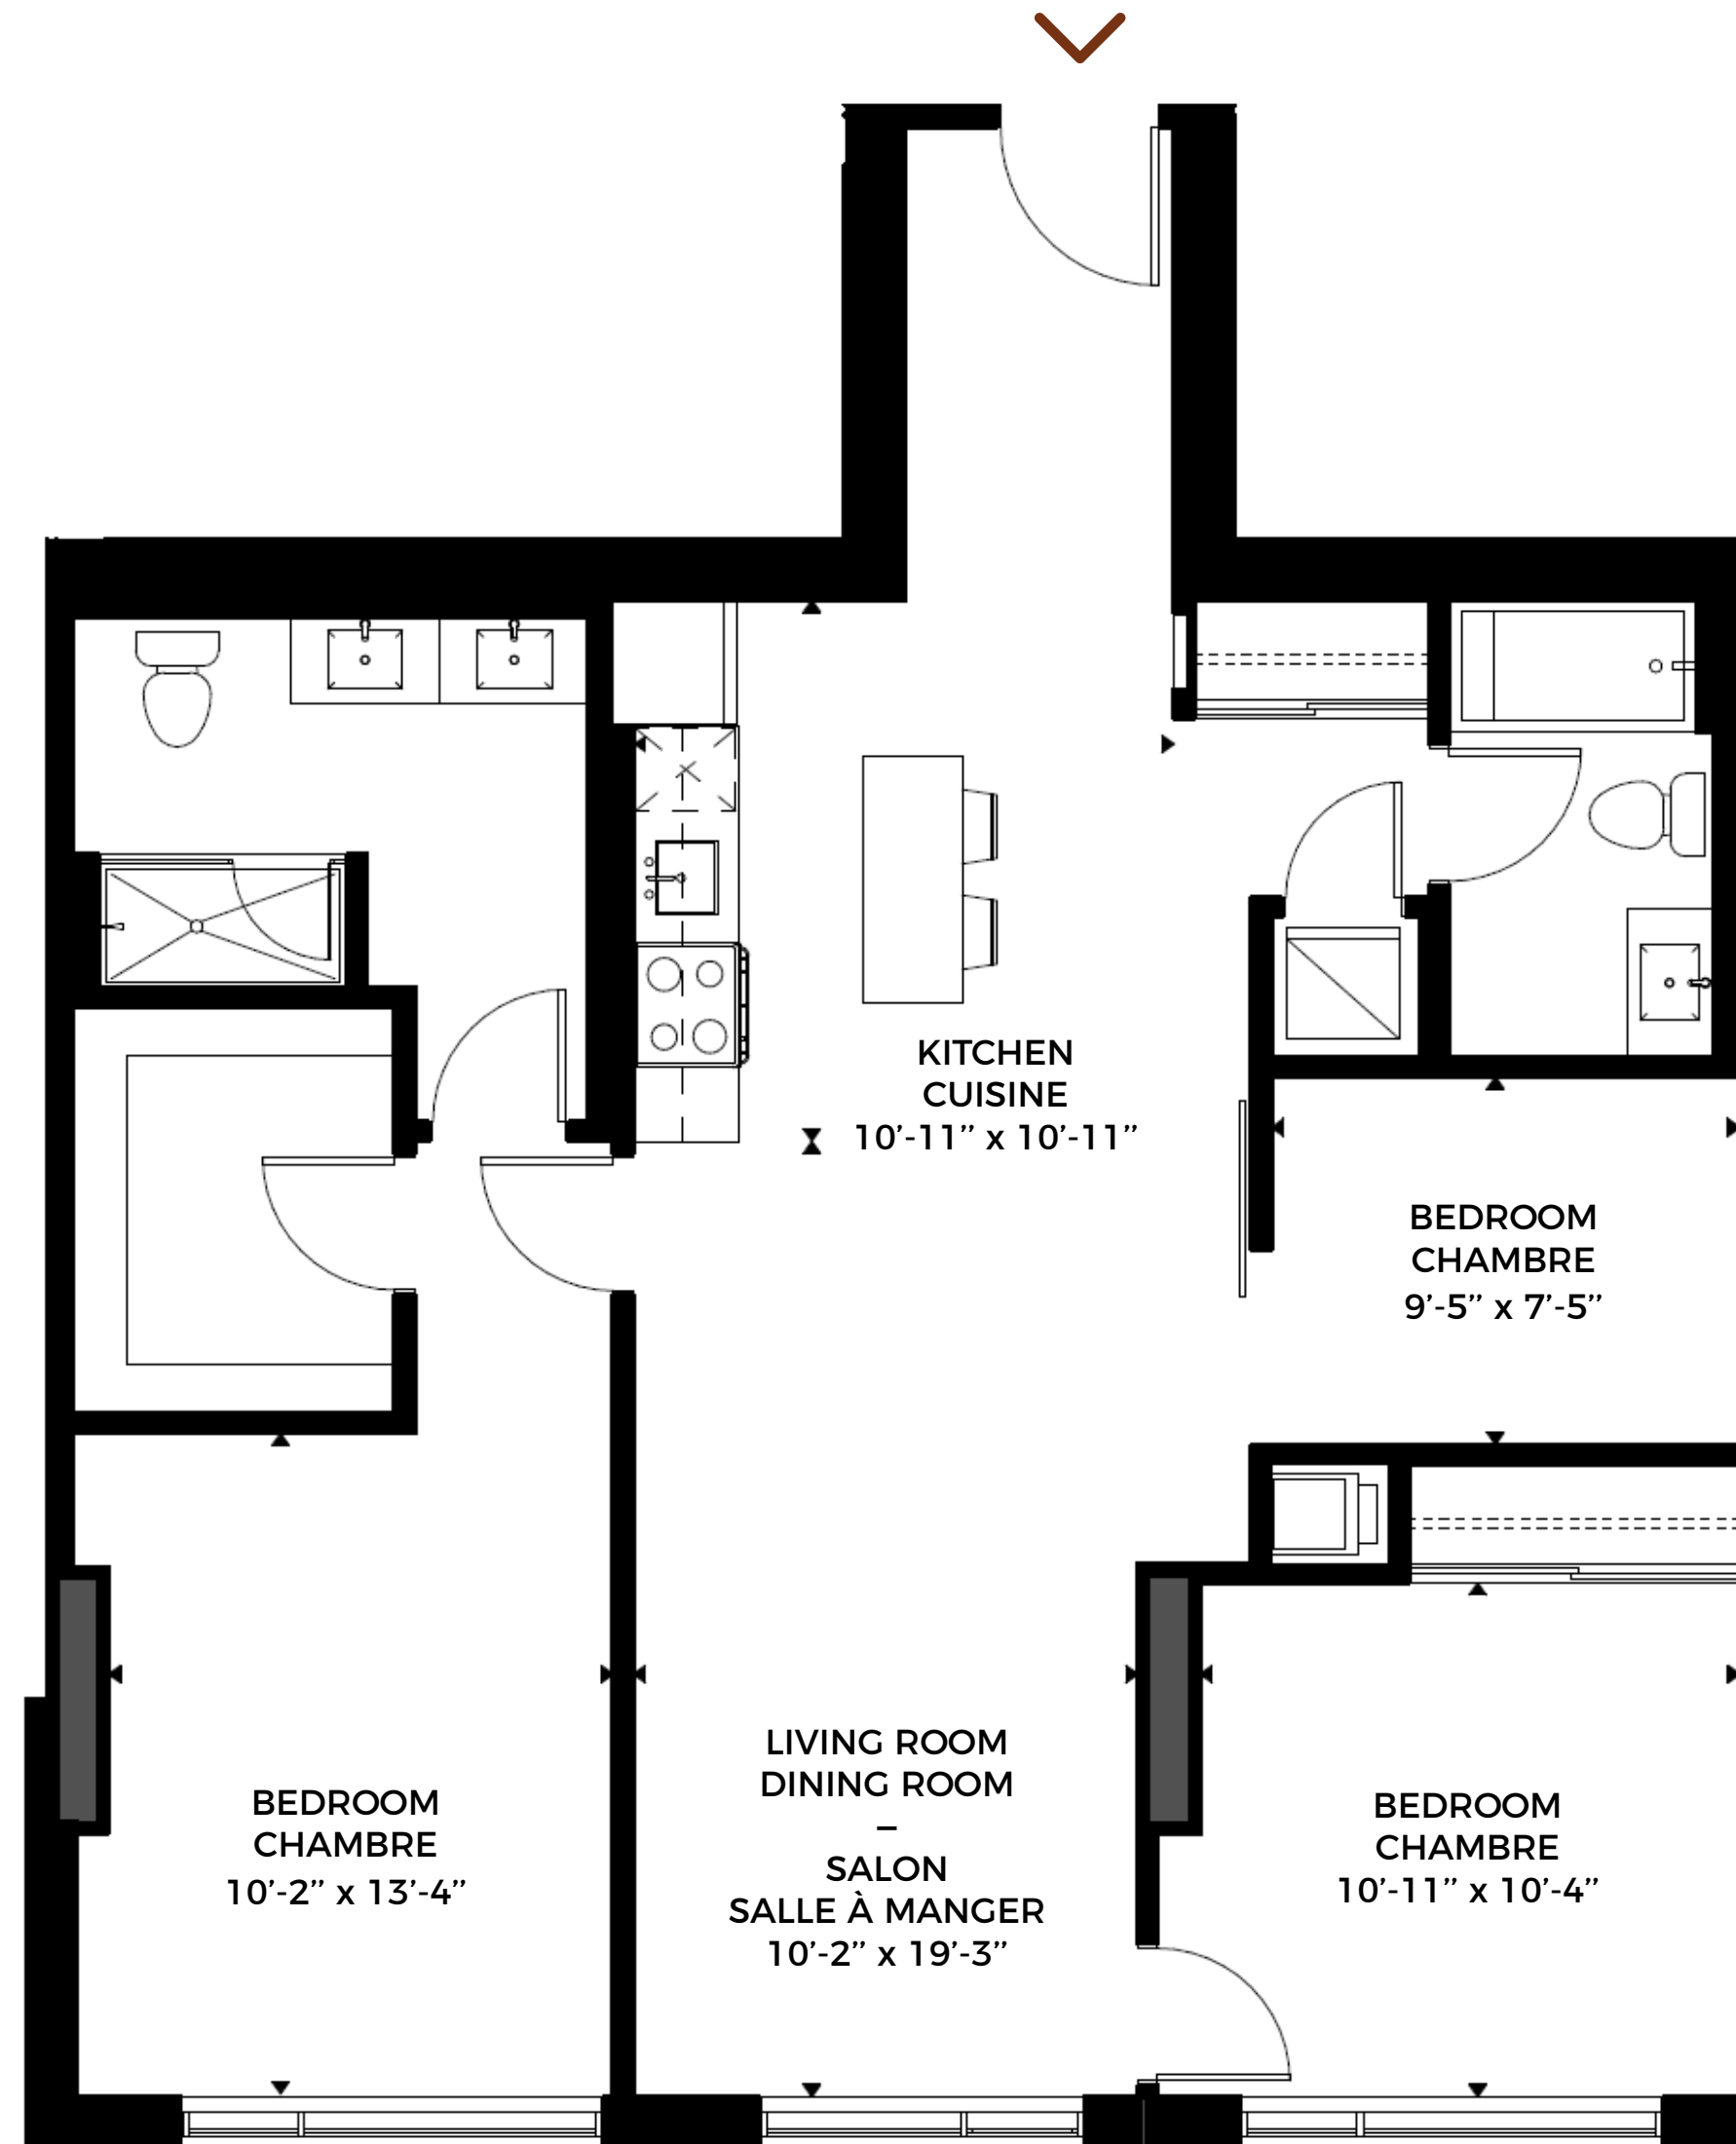 KITCHEN
CUISINE
10’-11” x 10’-11”
BEDROOM
CHAMBRE
9’-5” x 7’-5”
LIVING ROOM
DINING ROOM
–
SALON
SALLE À MANGER
10’-2” x 19’-3”
BEDROOM
CHAMBRE
10’-2” x 13’-4”
BEDROOM
CHAMBRE
10’-11” x 10’-4”